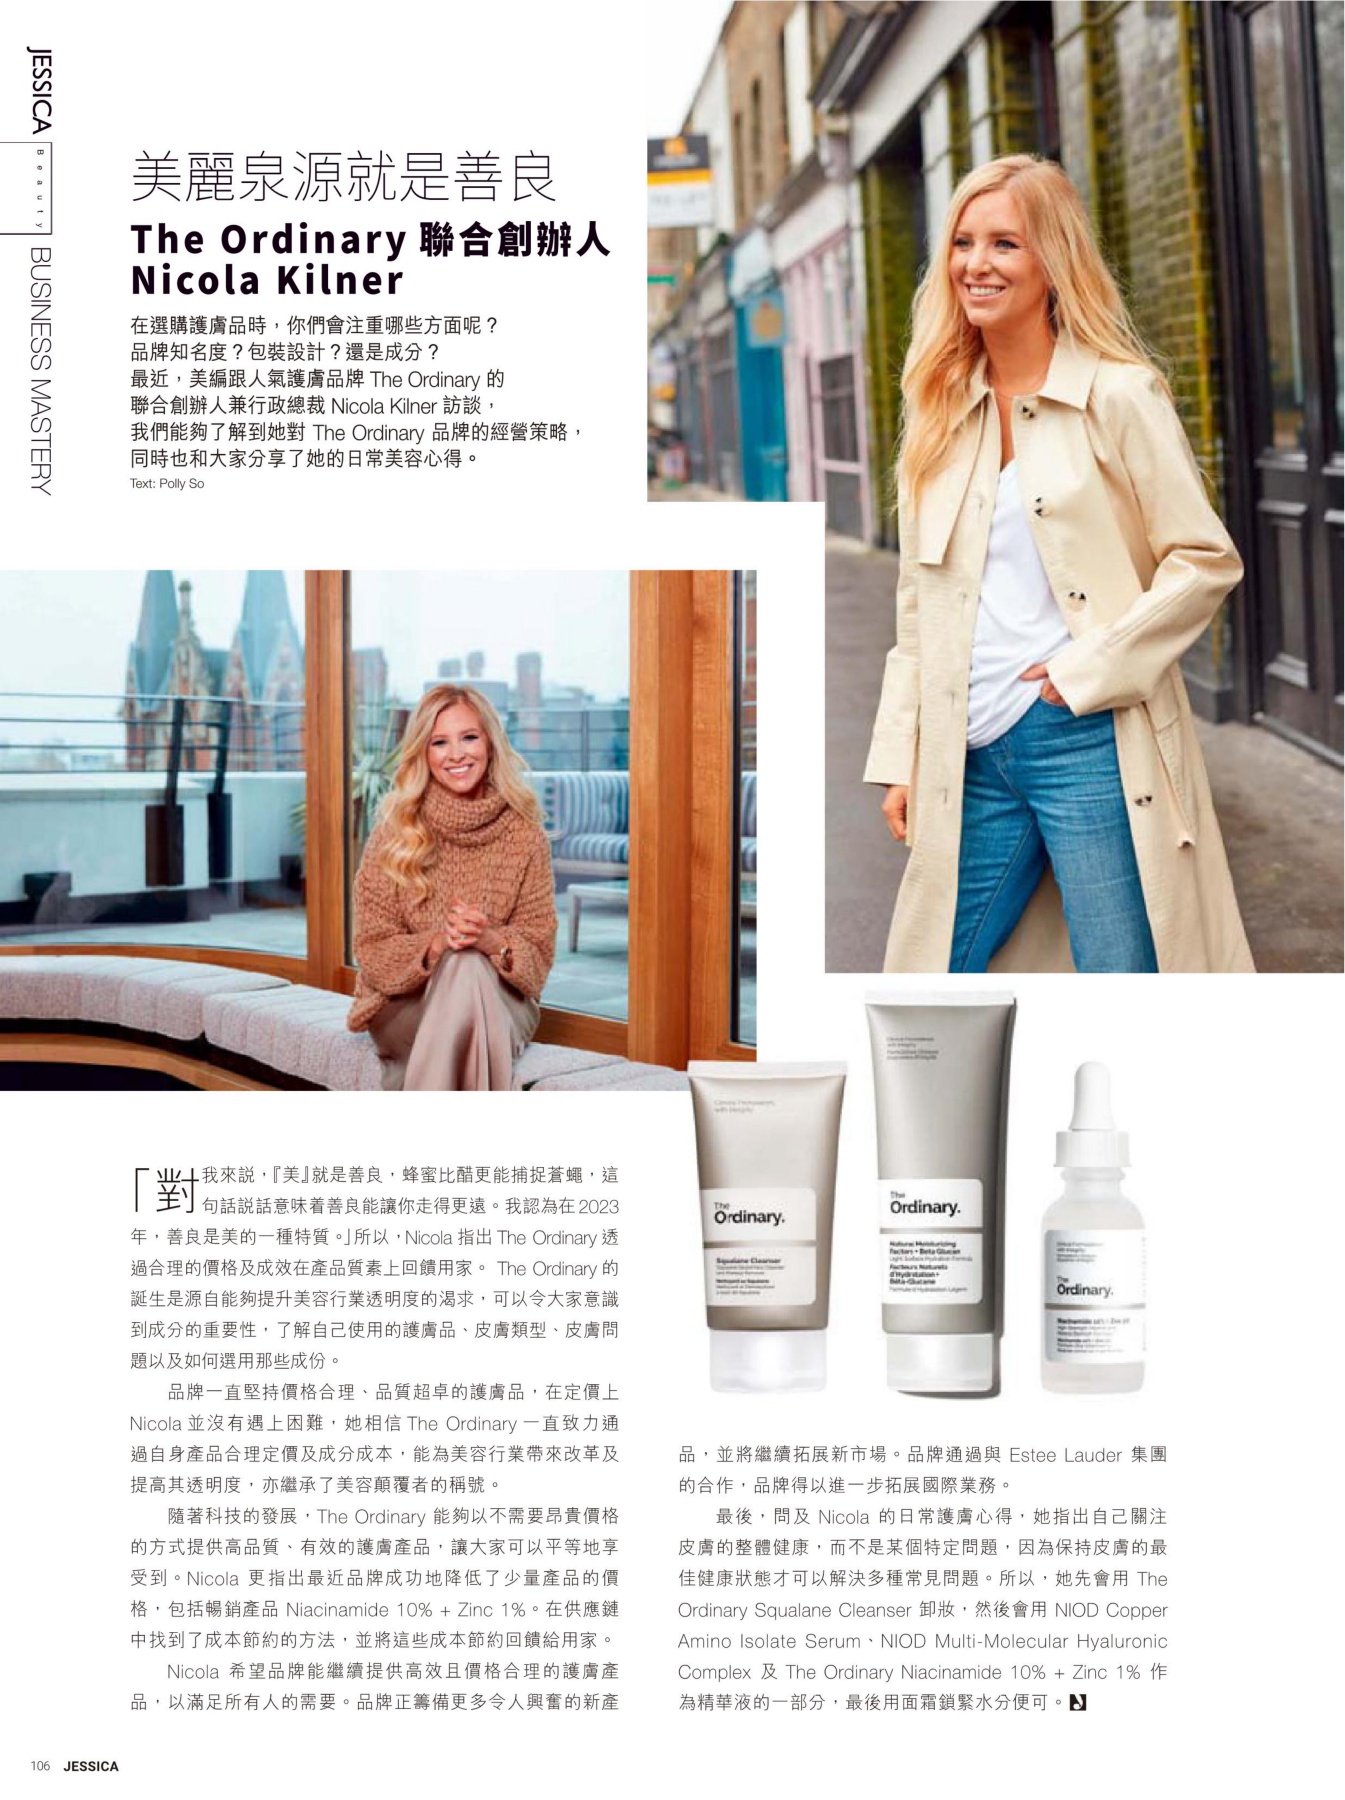 JESSICA
Beauty
BUSINESS MASTERY
美麗泉源就是善良
The Ordinary 聯合創辦人
Nicola Kilner
在選購護膚品時，你們會注重哪些方面呢？
品牌知名度？包裝設計？還是成分？
最近，美編跟人氣護膚品牌 The Ordinary 的
聯合創辦人兼行政總裁 Nicola Kilner 訪談，
我們能夠了解到她對 The Ordinary 品牌的經營策略，
同時也和大家分享了她的日常美容心得。
Text: Polly So
「對我來說，『美』就是善良，蜂蜜比醋更能捕捉蒼蠅，這
句話說話意味着善良能讓你走得更遠。我認為在2023
年，善良是美的一種特質。」所以，Nicola 指出 The Ordinary 透
過合理的價格及成效在產品質素上回饋用家。 The Ordinary 的
誕生是源自能夠提升美容行業透明度的渴求，可以令大家意識
到成分的重要性，了解自己使用的護膚品、皮膚類型、皮膚問
題以及如何選用那些成份。
品牌一直堅持價格合理、品質超卓的護膚品，在定價上
Nicola 並沒有遇上困難，她相信 The Ordinary 一直致力通
過自身產品合理定價及成分成本，能為美容行業帶來改革及
提高其透明度，亦繼承了美容顛覆者的稱號。
隨著科技的發展，The Ordinary 能夠以不需要昂貴價格
的方式提供高品質、有效的護膚產品，讓大家可以平等地享
受到。Nicola 更指出最近品牌成功地降低了少量產品的價
格，包括暢銷產品 Niacinamide 10% + Zinc 1%。在供應鏈
中找到了成本節約的方法，並將這些成本節約回饋給用家。
Nicola 希望品牌能繼續提供高效且價格合理的護膚產
品，以滿足所有人的需要。品牌正籌備更多令人興奮的新產
The
Ordinary.
Squalane Cleanser
The
Ordinary.
Natural Moisturizing
Factors + Beta Glucan
Facteurs Naturels
d'Hydratation +
Bêta-Glucane
The
Ordinary.
品，並將繼續拓展新市場。品牌通過與 Estee Lauder 集團
的合作，品牌得以進一步拓展國際業務。
最後，問及 Nicola 的日常護膚心得，她指出自己關注
皮膚的整體健康，而不是某個特定問題，因為保持皮膚的最
佳健康狀態才可以解決多種常見問題。所以，她先會用 The
Ordinary Squalane Cleanser 卸妝，然後會用 NIOD Copper
Amino Isolate Serum、NIOD Multi-Molecular Hyaluronic
Complex 及 The Ordinary Niacinamide 10% + Zinc 1% 作
為精華液的一部分，最後用面霜鎖緊水分便可。
106 JESSICA